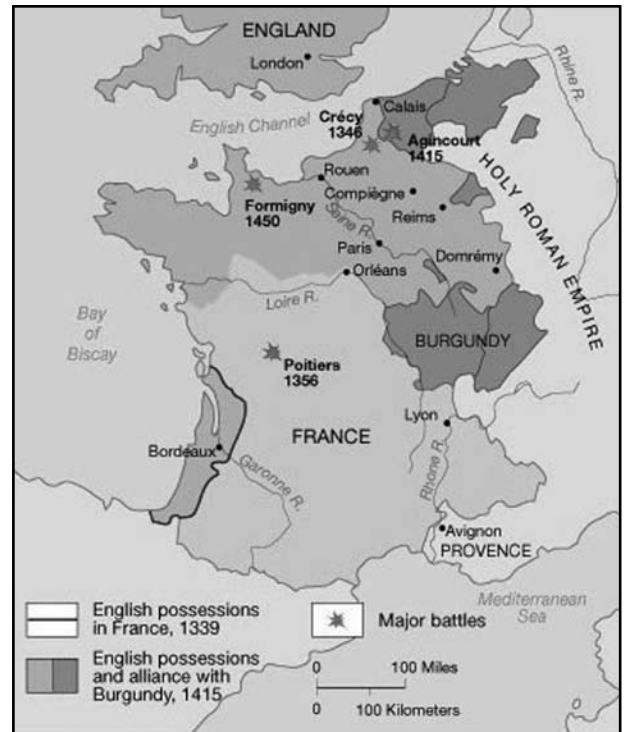 ENGLAND
London
Rhine R.
English Channel
Calais
Crécy
1346
Agincourt
1415
HOLY ROMAN EMPIRE
Rouen
Compiègne
Formigny
1450
Reims
Seine R.
Paris
Domrémy
Orléans
Loire R.
Bay
of
Biscay
BURGUNDY
Poitiers
1356
Lyon
FRANCE
Bordeaux
Garonne R.
Rhone R.
Avignon
PROVENCE
Mediterranean
Sea
English possessions
in France, 1339
Major battles
English possessions
and alliance with
Burgundy, 1415
0 100 Miles
0 100 Kilometers